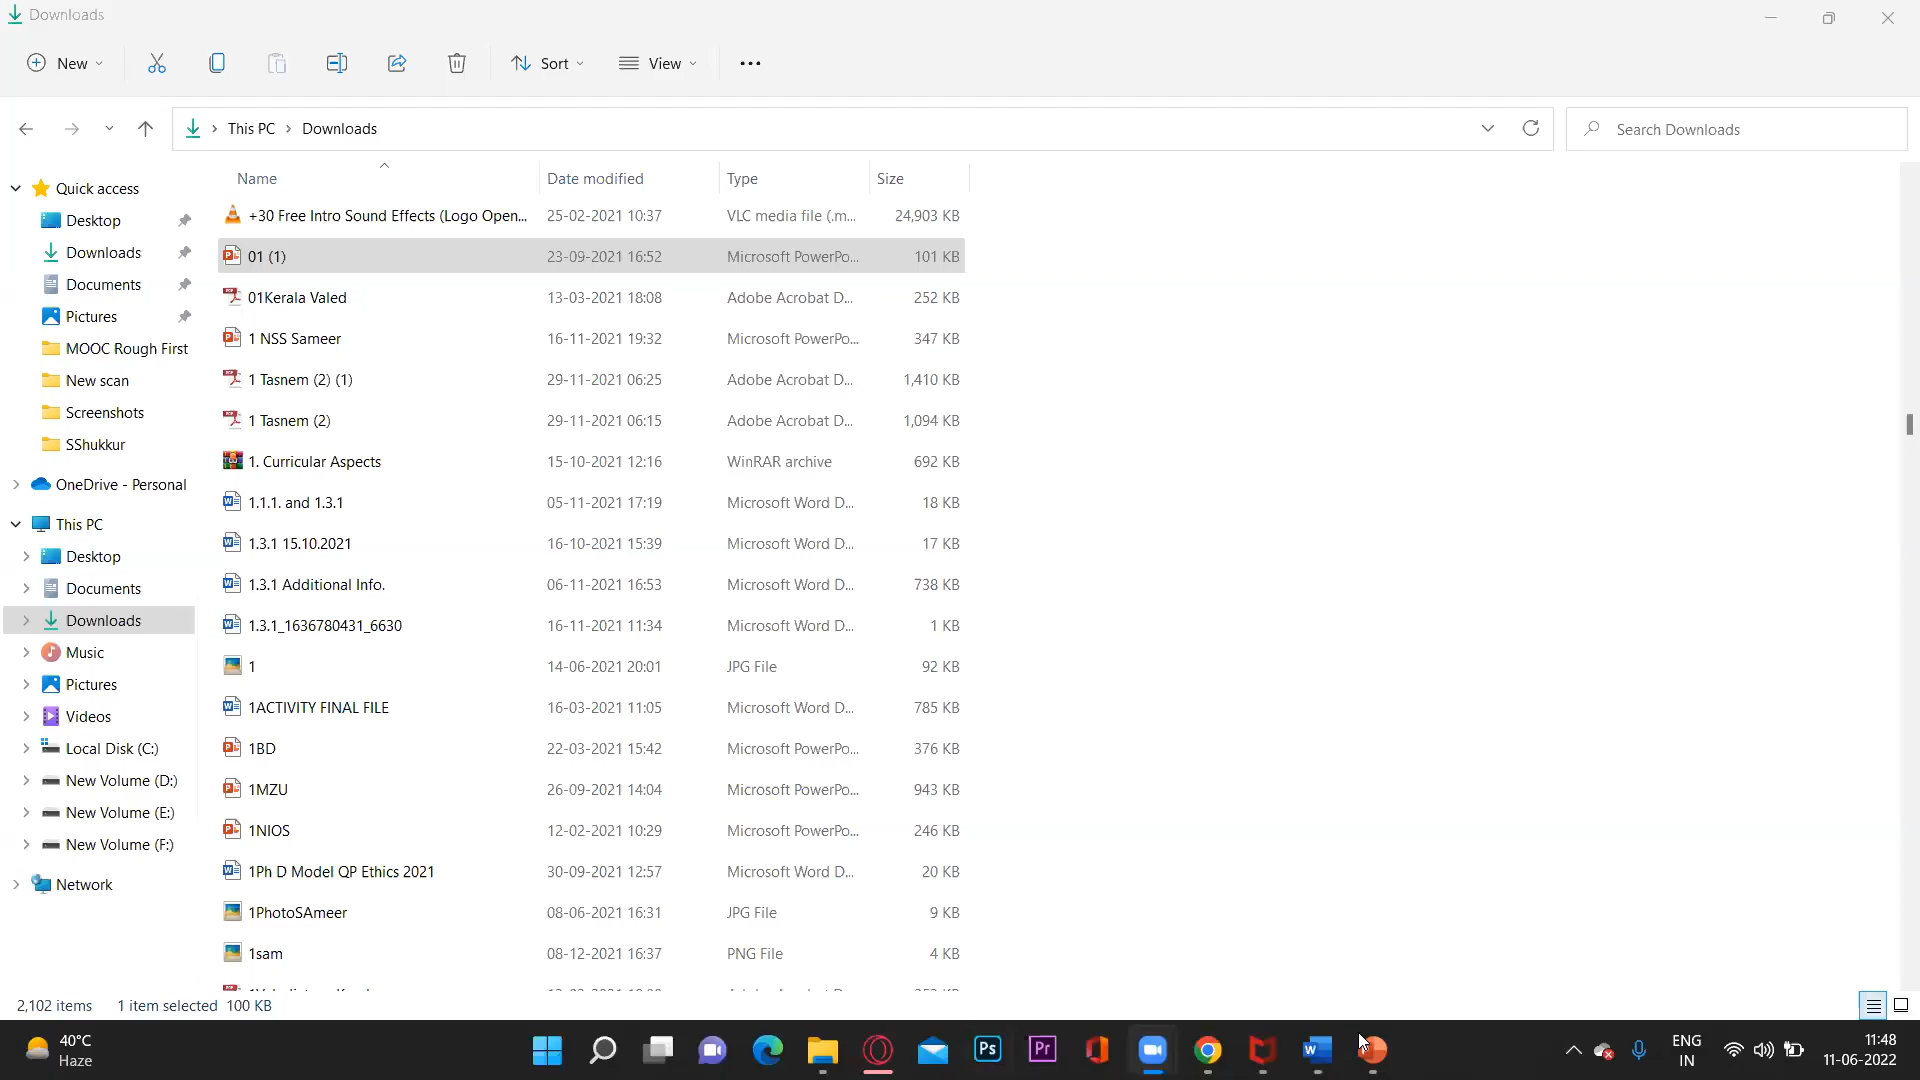 Downloads
New
Sort
View
This PC
Downloads
Search Downloads
Name
Date modified
Type
Size
Quick access
Desktop
Downloads
Documents
Pictures
MOOC Rough First
New scan
Screenshots
SShukkur
OneDrive - Personal
This PC
Desktop
Documents
Downloads
Music
Pictures
Videos
Local Disk (C:)
New Volume (D:)
New Volume (E:)
New Volume (F:)
Network
+30 Free Intro Sound Effects (Logo Open... 25-02-2021 10:37 VLC media file (.m... 24,903 KB
01 (1) 23-09-2021 16:52 Microsoft PowerPo... 101 KB
01Kerala Valed 13-03-2021 18:08 Adobe Acrobat D... 252 KB
1 NSS Sameer 16-11-2021 19:32 Microsoft PowerPo... 347 KB
1 Tasnem (2) (1) 29-11-2021 06:25 Adobe Acrobat D... 1,410 KB
1 Tasnem (2) 29-11-2021 06:15 Adobe Acrobat D... 1,094 KB
1. Curricular Aspects 15-10-2021 12:16 WinRAR archive 692 KB
1.1.1. and 1.3.1 05-11-2021 17:19 Microsoft Word D... 18 KB
1.3.1 15.10.2021 16-10-2021 15:39 Microsoft Word D... 17 KB
1.3.1 Additional Info. 06-11-2021 16:53 Microsoft Word D... 738 KB
1.3.1_1636780431_6630 16-11-2021 11:34 Microsoft Word D... 1 KB
1 14-06-2021 20:01 JPG File 92 KB
1ACTIVITY FINAL FILE 16-03-2021 11:05 Microsoft Word D... 785 KB
1BD 22-03-2021 15:42 Microsoft PowerPo... 376 KB
1MZU 26-09-2021 14:04 Microsoft PowerPo... 943 KB
1NIOS 12-02-2021 10:29 Microsoft PowerPo... 246 KB
1Ph D Model QP Ethics 2021 30-09-2021 12:57 Microsoft Word D... 20 KB
1PhotoSAmeer 08-06-2021 16:31 JPG File 9 KB
1sam 08-12-2021 16:37 PNG File 4 KB
2,102 items 1 item selected 100 KB
40°C
Haze
Ps
Pr
ENG
IN
11:48
11-06-2022